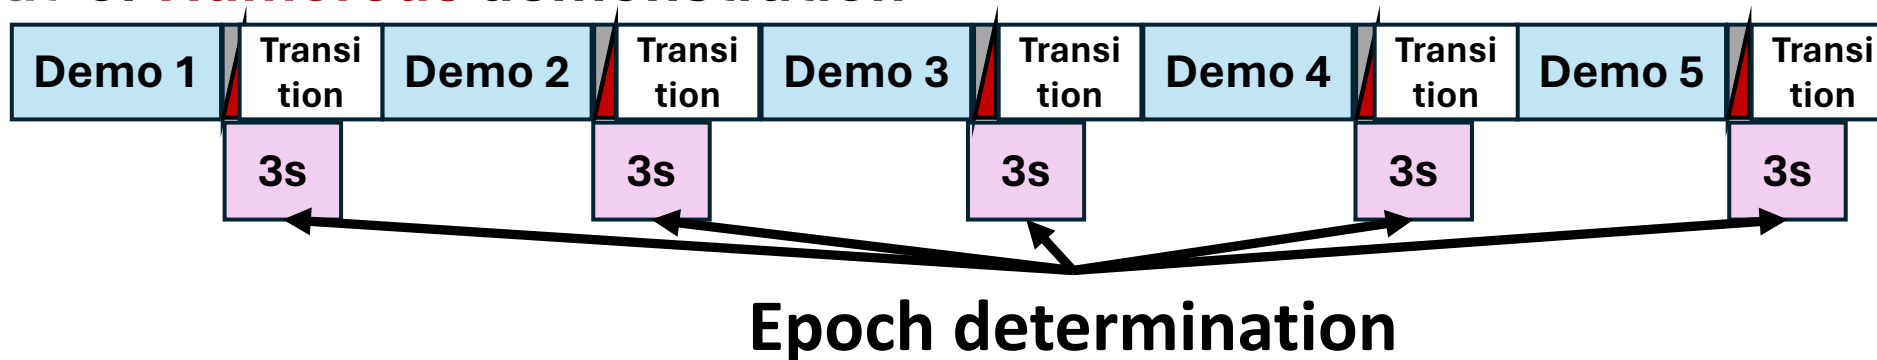 Demo 1
Transi
tion
Demo 2
Transi
tion
Demo 3
Transi
tion
Demo 4
Transi
tion
Demo 5
Transi
tion
3s
3s
3s
3s
3s
Epoch determination